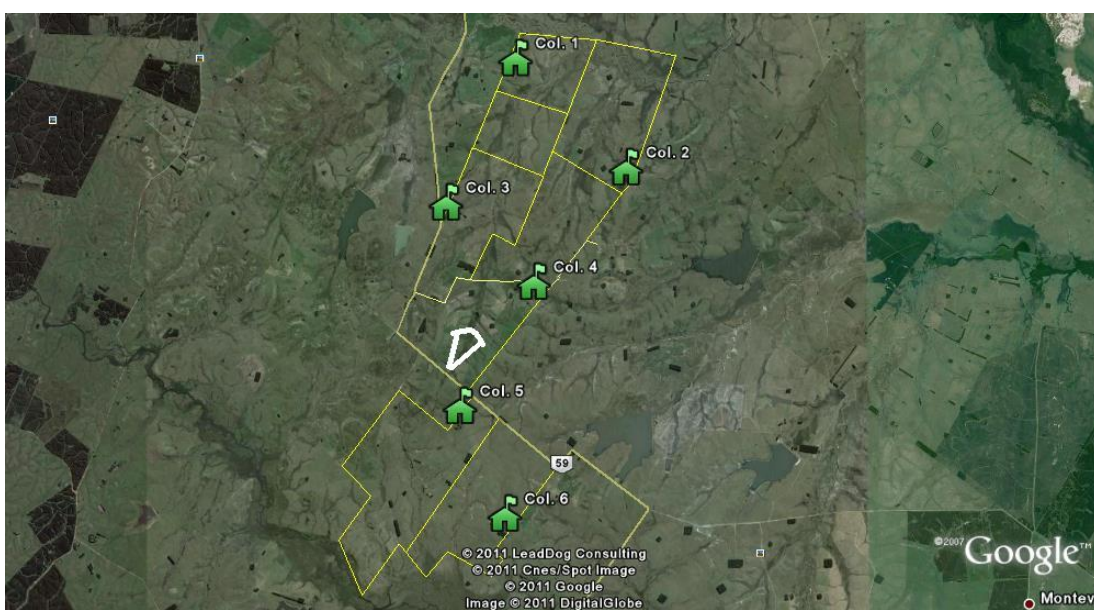 Col. 1
Col. 2
Col. 3
Col. 4
Col. 5
59
Col. 6
© 2011 LeadDog Consulting
© 2011 Cnes/Spot Image
© 2011 Google
Image © 2011 DigitalGlobe
©2007 Google™
Montev